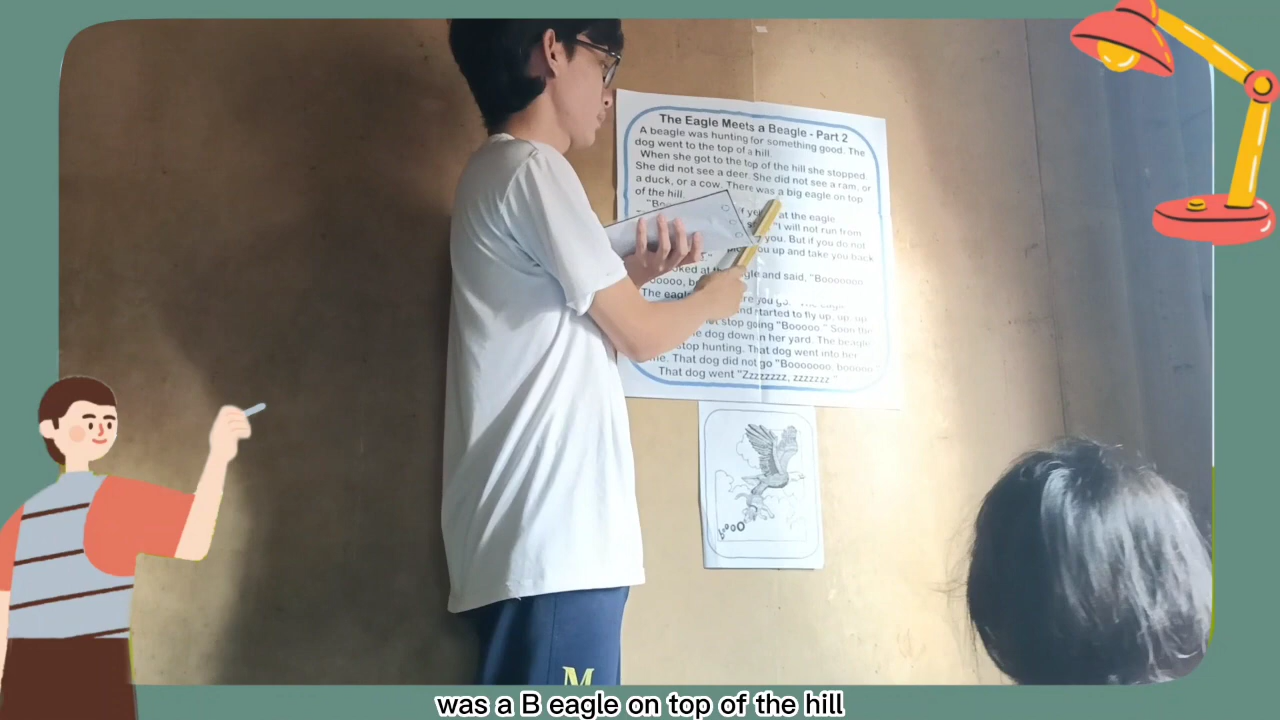 The Eagle Meets a Beagle - Part 2
A beagle was hunting for something good. The
dog went to the top of a hill.
When she got to the top of the hill she stopped.
She did not see a deer. She did not see a ram, or
a duck, or a cow. There was a big eagle on top
of the hill.
at the eagle.
"I will not run from
you. But if you do not
you up and take you back
at the eagle and said, "Booooooo
The eagle
and started to fly up, up, up
not stop going "Booooo." Soon the
dog down in her yard. The beagle
stop hunting. That dog went into her
That dog did not go "Booooooo, booooo
That dog went "Zzzzzzzz, zzzzzzz."
M
was a B eagle on top of the hill